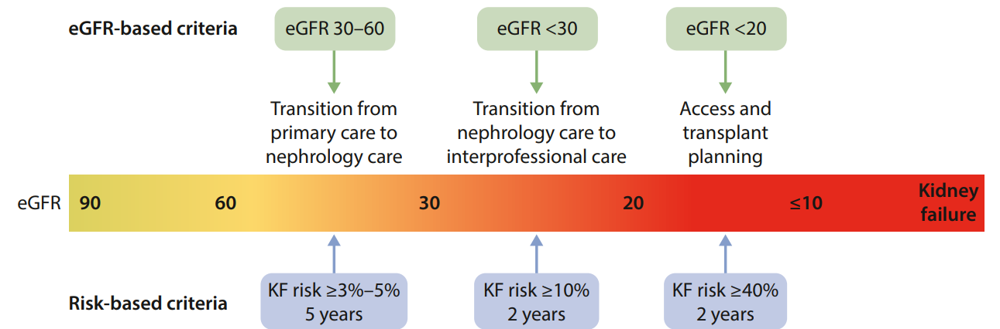 eGFR-based criteria
eGFR 30–60
eGFR <30
eGFR <20
Transition from
primary care to
nephrology care
Transition from
nephrology care to
interprofessional care
Access and
transplant
planning
eGFR
90
60
30
20
≤10
Kidney
failure
Risk-based criteria
KF risk ≥3%–5%
5 years
KF risk ≥10%
2 years
KF risk ≥40%
2 years